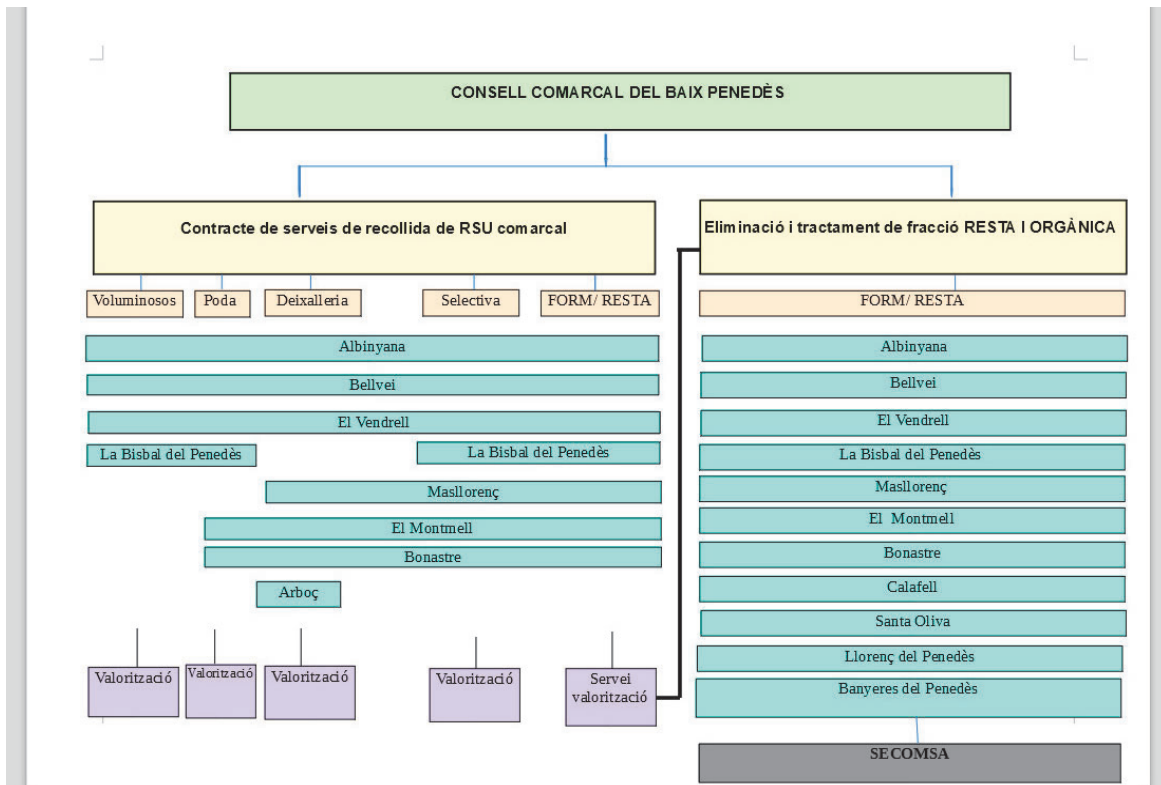 CONSELL COMARCAL DEL BAIX PENEDÈS
Contracte de serveis de recollida de RSU comarcal
Eliminació i tractament de fracció RESTA I ORGÀNICA
Voluminosos
Poda
Deixalleria
Selectiva
FORM/ RESTA
FORM/ RESTA
Albinyana
Bellvei
El Vendrell
La Bisbal del Penedès
La Bisbal del Penedès
Masllorenç
El Montmell
Bonastre
Arboç
Valorització
Valorització
Valorització
Valorització
Servei
valorització
Albinyana
Bellvei
El Vendrell
La Bisbal del Penedès
Masllorenç
El Montmell
Bonastre
Calafell
Santa Oliva
Llorenç del Penedès
Banyeres del Penedès
SECOMSA